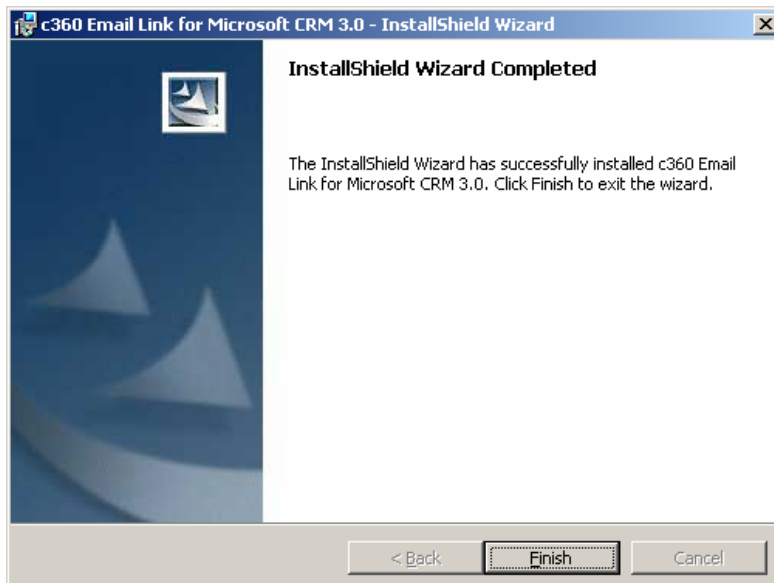 c360 Email Link for Microsoft CRM 3.0 - InstallShield Wizard
InstallShield Wizard Completed
The InstallShield Wizard has successfully installed c360 Email
Link for Microsoft CRM 3.0. Click Finish to exit the wizard.
< Back Finish Cancel